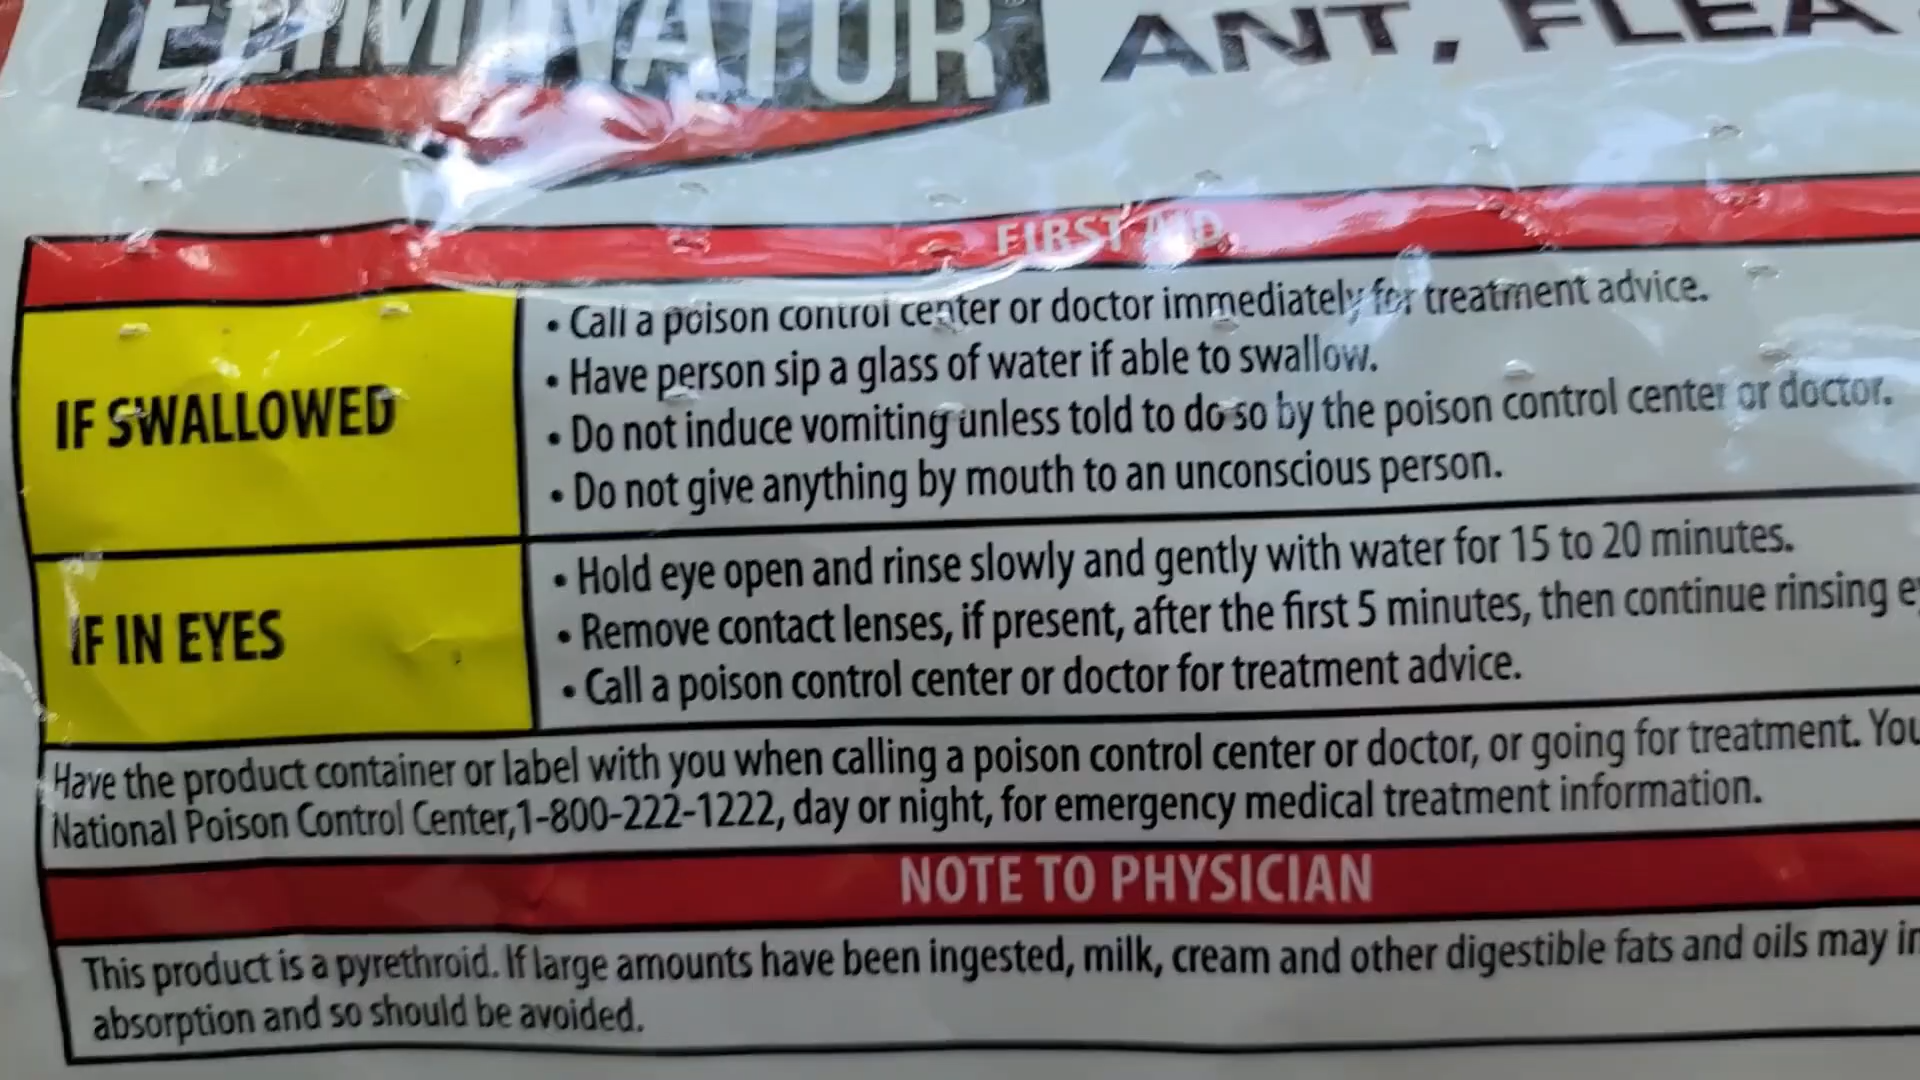 ELIMINATOR
ANT, FLEA
FIRST AID
IF SWALLOWED
• Call a poison control center or doctor immediately for treatment advice.
• Have person sip a glass of water if able to swallow.
• Do not induce vomiting unless told to do so by the poison control center or doctor.
• Do not give anything by mouth to an unconscious person.
IF IN EYES
• Hold eye open and rinse slowly and gently with water for 15 to 20 minutes.
• Remove contact lenses, if present, after the first 5 minutes, then continue rinsing
• Call a poison control center or doctor for treatment advice.
Have the product container or label with you when calling a poison control center or doctor, or going for treatment. You
National Poison Control Center,1-800-222-1222, day or night, for emergency medical treatment information.
NOTE TO PHYSICIAN
This product is a pyrethroid. If large amounts have been ingested, milk, cream and other digestible fats and oils may
absorption and so should be avoided.